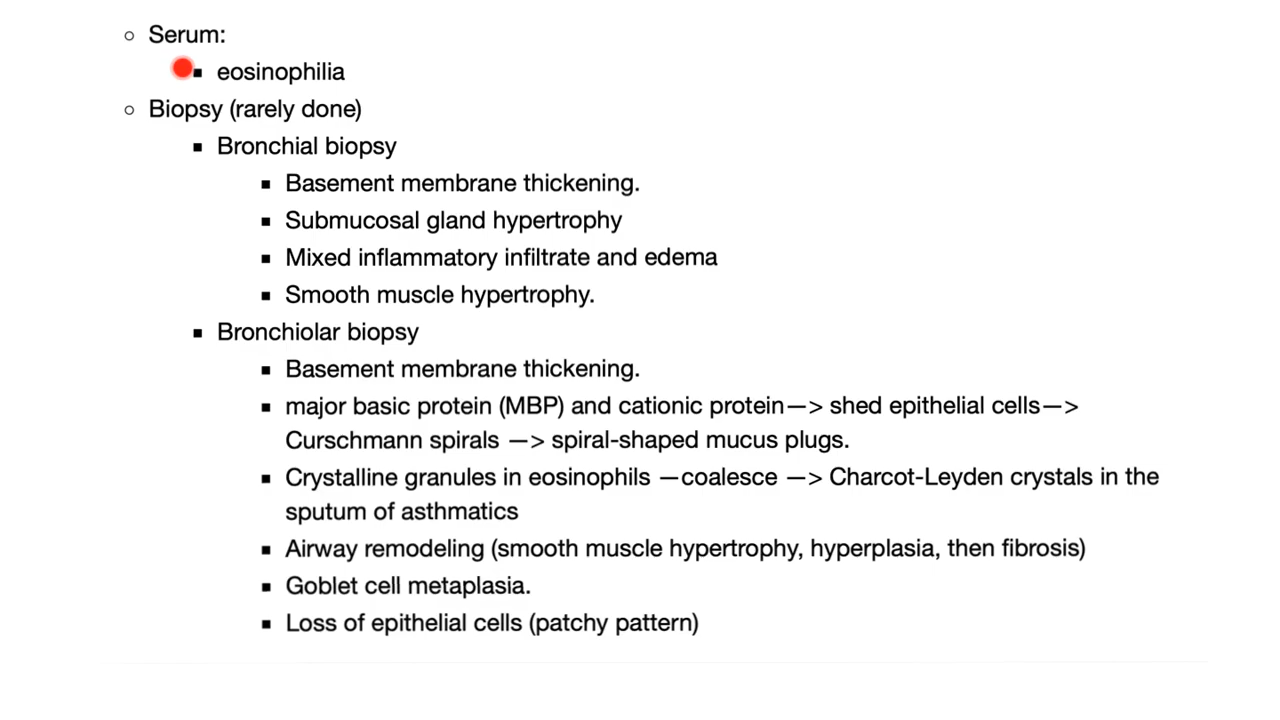 Serum:
eosinophilia
Biopsy (rarely done)
Bronchial biopsy
Basement membrane thickening.
Submucosal gland hypertrophy
Mixed inflammatory infiltrate and edema
Smooth muscle hypertrophy.
Bronchiolar biopsy
Basement membrane thickening.
major basic protein (MBP) and cationic protein—> shed epithelial cells—>
Curschmann spirals —> spiral-shaped mucus plugs.
Crystalline granules in eosinophils —coalesce —> Charcot-Leyden crystals in the
sputum of asthmatics
Airway remodeling (smooth muscle hypertrophy, hyperplasia, then fibrosis)
Goblet cell metaplasia.
Loss of epithelial cells (patchy pattern)